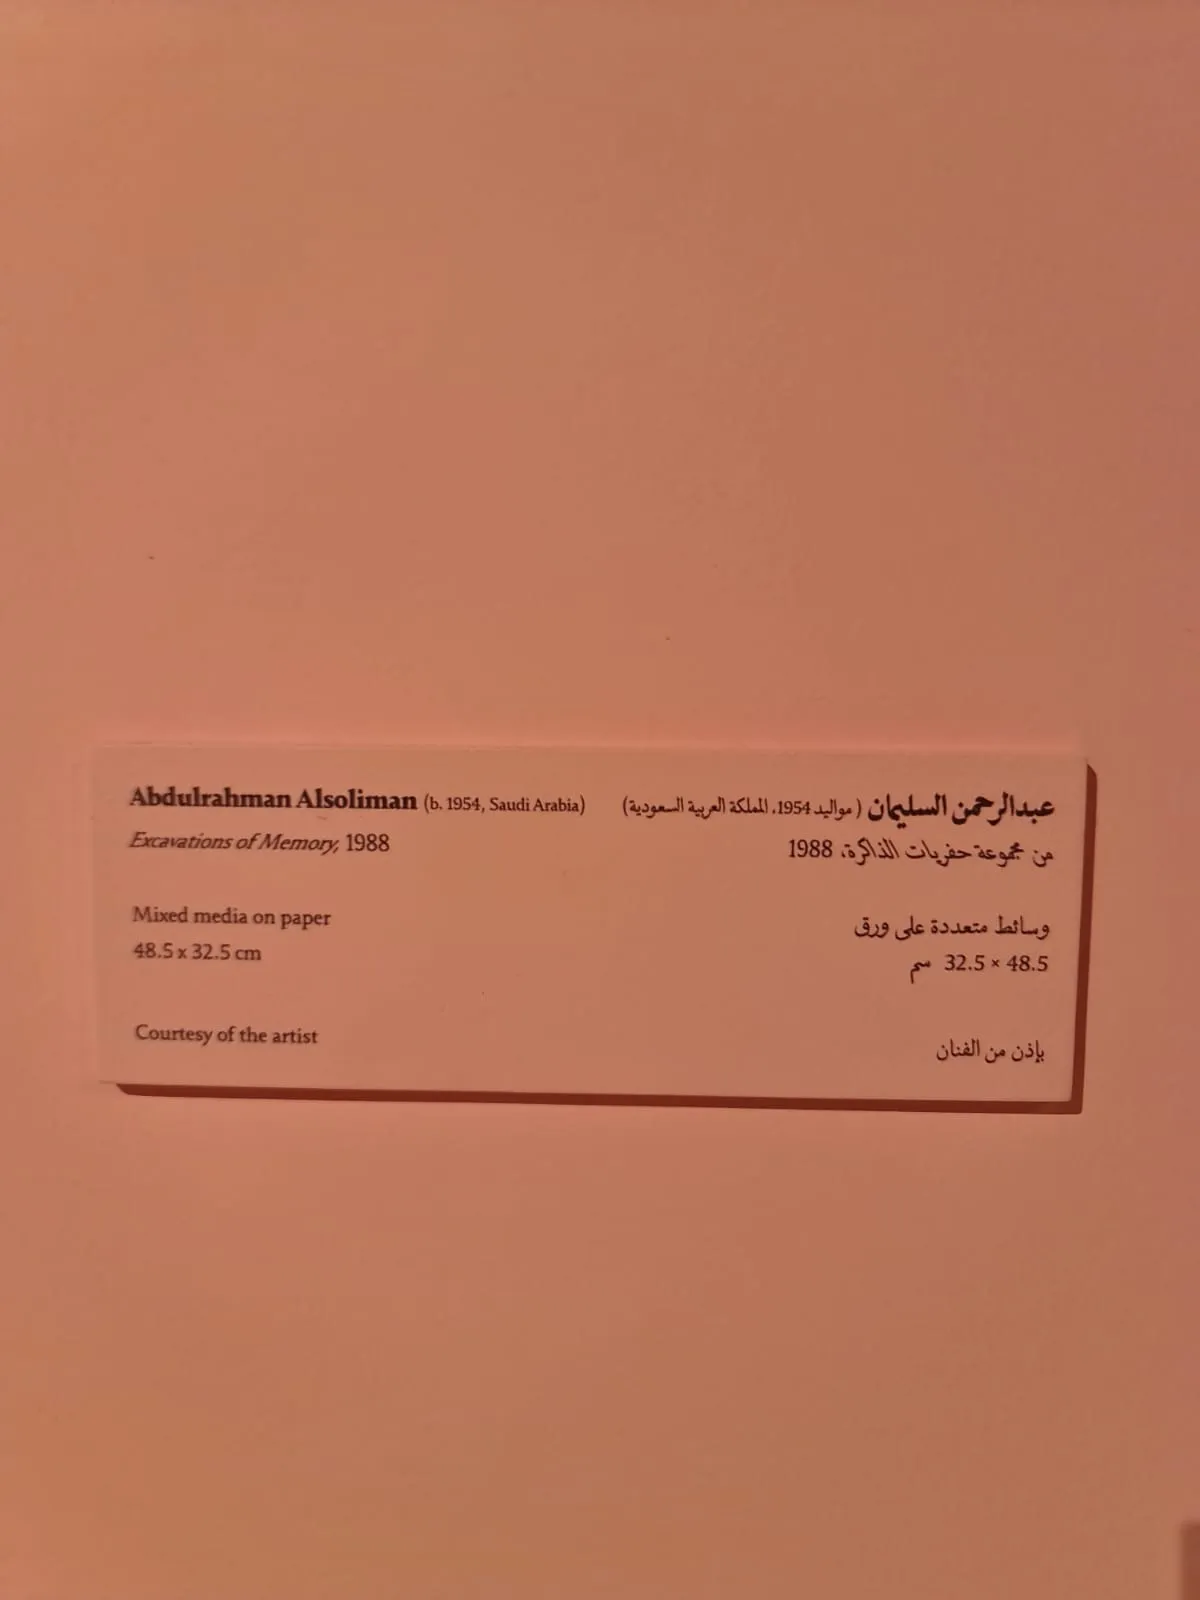 Abdulrahman Alsoliman (b. 1954, Saudi Arabia)
Excavations of Memory, 1988
Mixed media on paper
48.5 x 32.5 cm
Courtesy of the artist
عبدالرحمن السليمان ( مواليد 1954، المملكة العربية السعودية)
من مجموعة حفريات الذاكرة، 1988
وسائط متعددة على ورق
48.5 × 32.5 سم
بإذن من الفنان